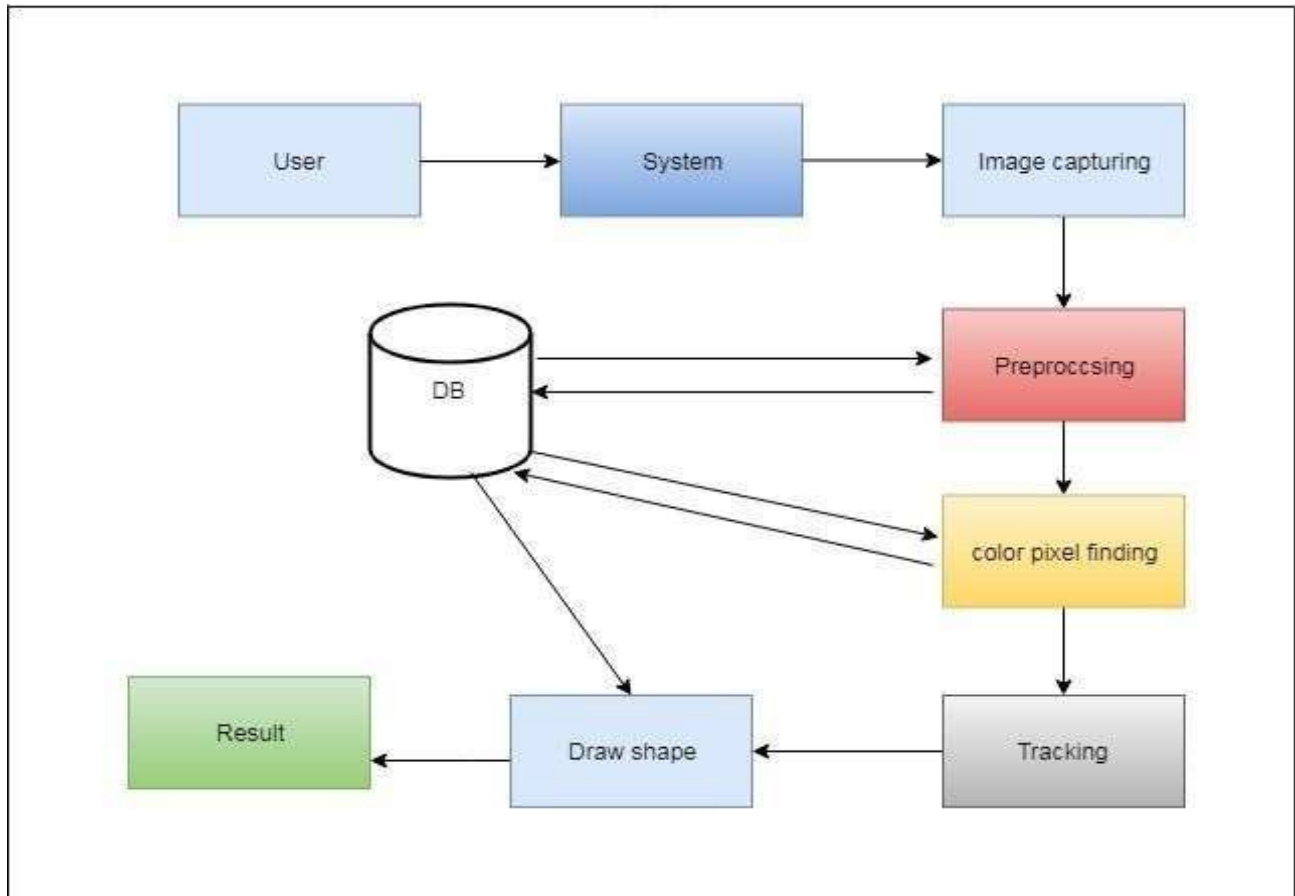 User
System
Image capturing
DB
Preproccsing
color pixel finding
Result
Draw shape
Tracking